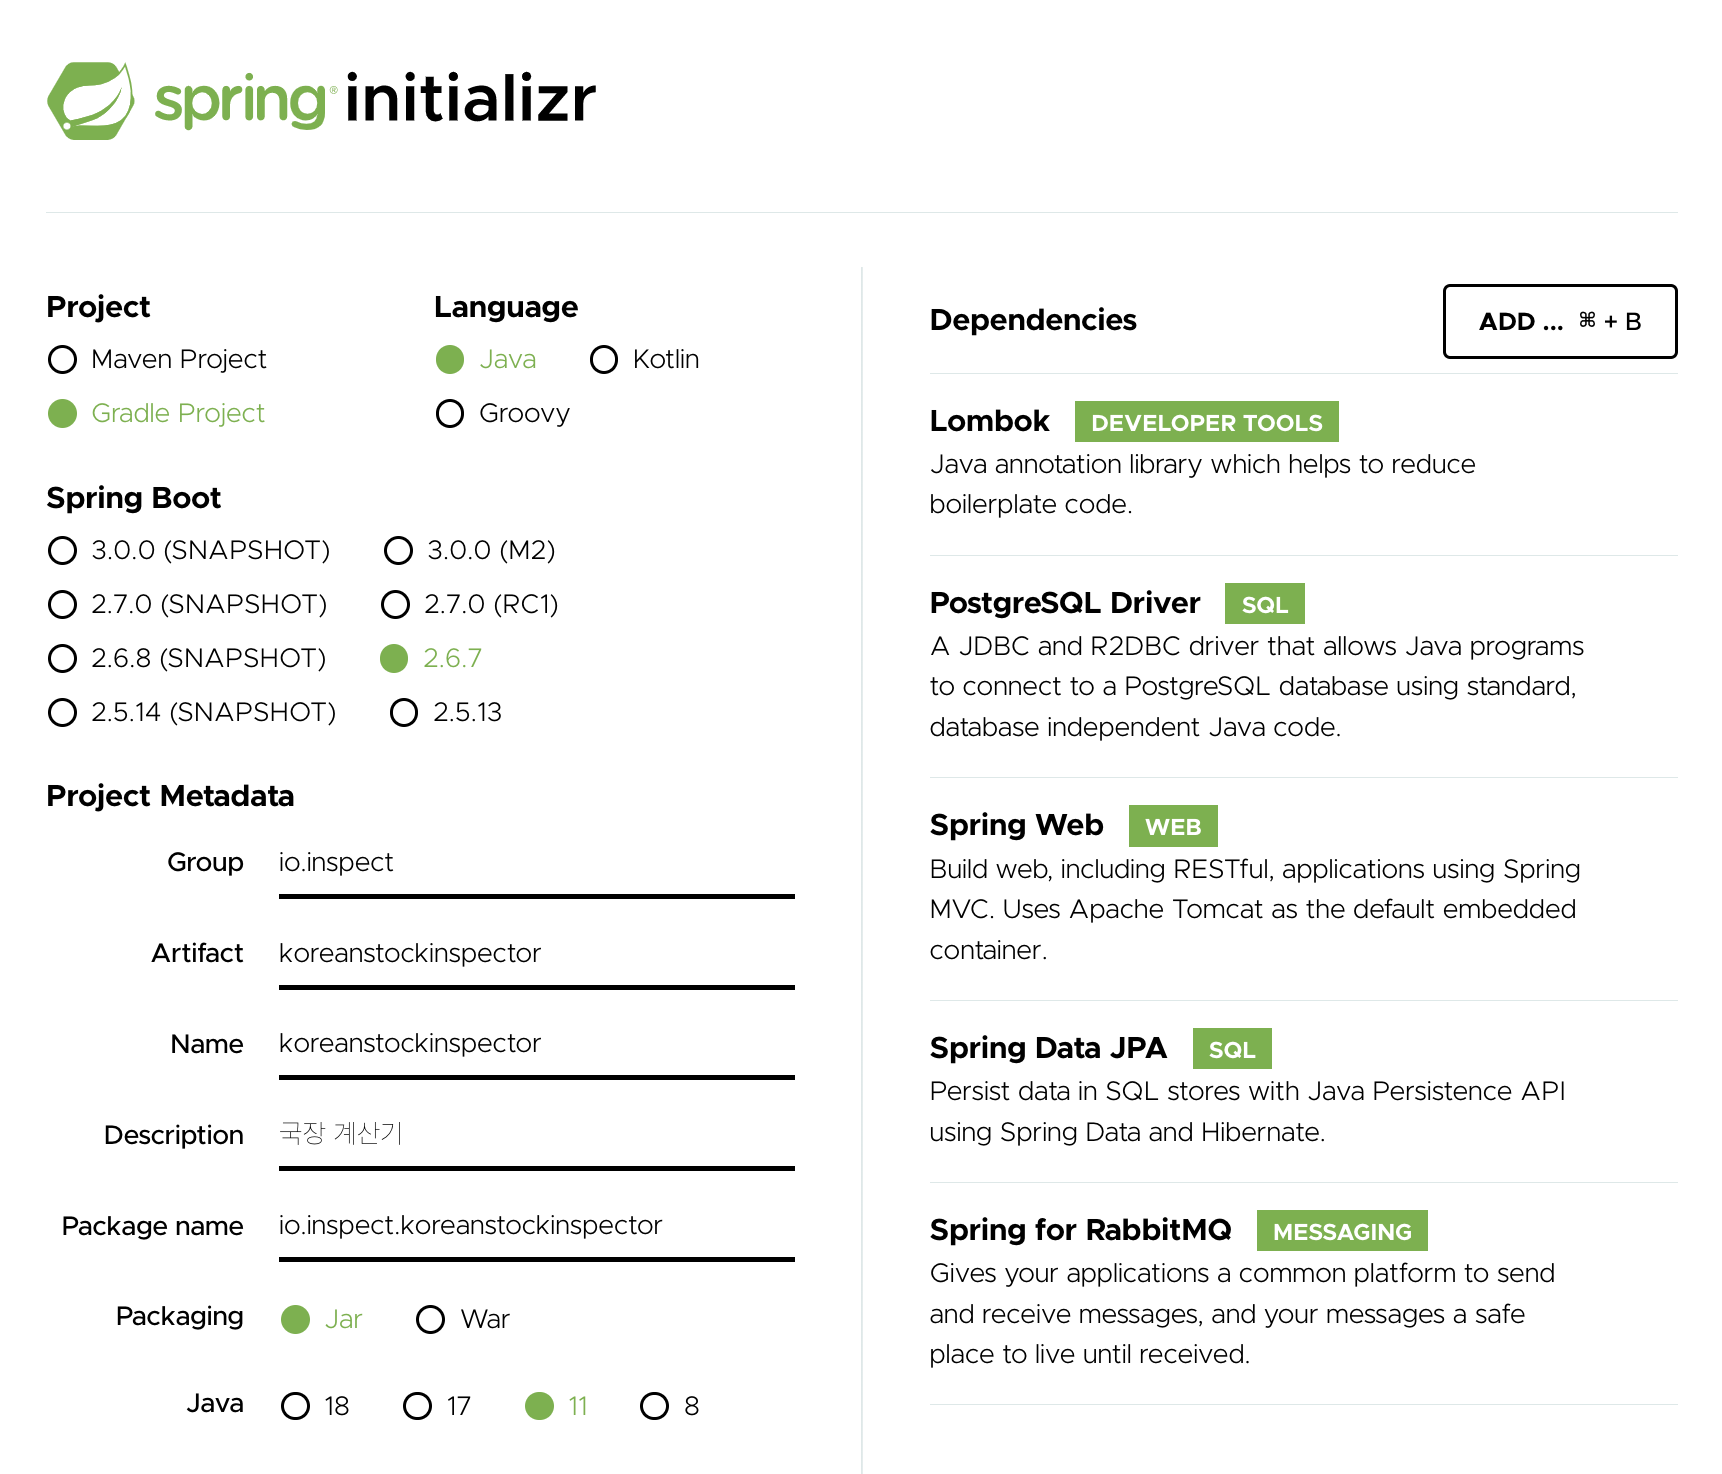 spring® initializr
Project
Maven Project
Gradle Project
Language
Java Kotlin
Groovy
Spring Boot
3.0.0 (SNAPSHOT) 3.0.0 (M2)
2.7.0 (SNAPSHOT) 2.7.0 (RC1)
2.6.8 (SNAPSHOT) 2.6.7
2.5.14 (SNAPSHOT) 2.5.13
Project Metadata
Group io.inspect
Artifact koreanstockinspector
Name koreanstockinspector
Description 국장 계산기
Package name io.inspect.koreanstockinspector
Packaging Jar War
Java 18 17 11 8
Dependencies ADD ... ⌘ + B
Lombok DEVELOPER TOOLS
Java annotation library which helps to reduce
boilerplate code.
PostgreSQL Driver SQL
A JDBC and R2DBC driver that allows Java programs
to connect to a PostgreSQL database using standard,
database independent Java code.
Spring Web WEB
Build web, including RESTful, applications using Spring
MVC. Uses Apache Tomcat as the default embedded
container.
Spring Data JPA SQL
Persist data in SQL stores with Java Persistence API
using Spring Data and Hibernate.
Spring for RabbitMQ MESSAGING
Gives your applications a common platform to send
and receive messages, and your messages a safe
place to live until received.